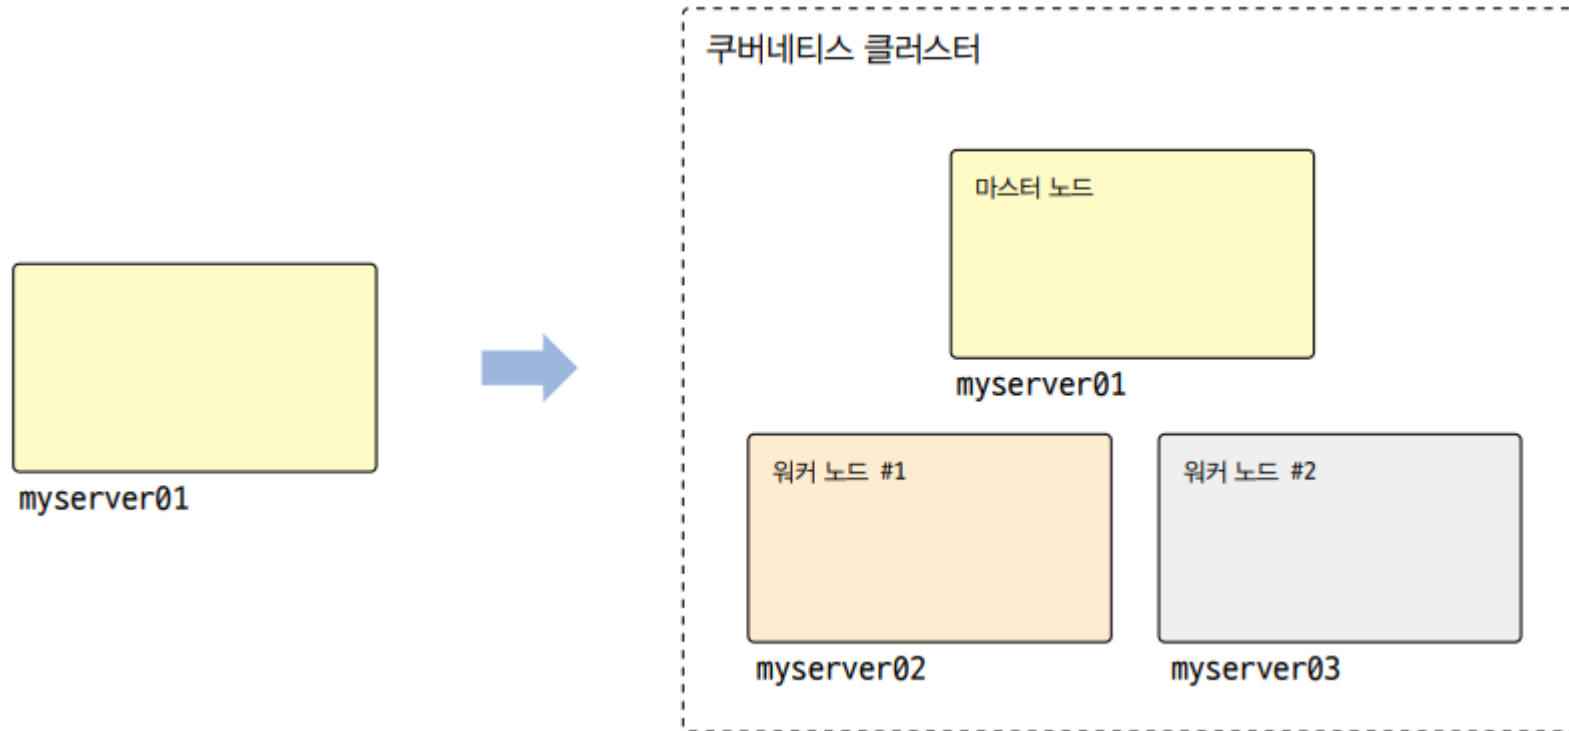 쿠버네티스 클러스터
마스터 노드
myserver01
myserver01
워커 노드 #1
워커 노드 #2
myserver02
myserver03